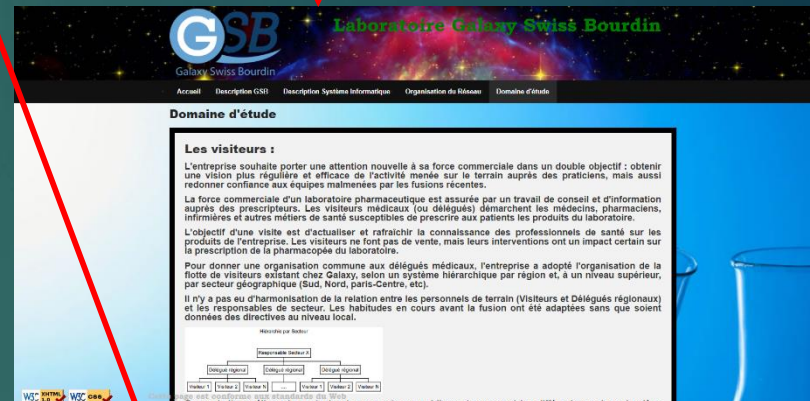 GSB
Galaxy Swiss Bourdin
Laboratoire Galaxy Swiss Bourdin
Accueil Description GSB Description Système Informatique Organisation du Réseau Domaine d'étude
Domaine d'étude
Les visiteurs :
L'entreprise souhaite porter une attention nouvelle à sa force commerciale dans un double objectif : obtenir
une vision plus régulière et efficace de l'activité menée sur le terrain auprès des praticiens, mais aussi
redonner confiance aux équipes malmenées par les fusions récentes.
La force commerciale d'un laboratoire pharmaceutique est assurée par un travail de conseil et d'information
auprès des prescripteurs. Les visiteurs médicaux (ou délégués) démarchent les médecins, pharmaciens,
infirmières et autres métiers de santé susceptibles de prescrire aux patients les produits du laboratoire.
L'objectif d'une visite est d'actualiser et rafraîchir la connaissance des professionnels de santé sur les
produits de l'entreprise. Les visiteurs ne font pas de vente, mais leurs interventions ont un impact certain sur
la prescription de la pharmacopée du laboratoire.
Pour donner une organisation commune aux délégués médicaux, l'entreprise a adopté l'organisation de la
flotte de visiteurs existant chez Galaxy, selon un système hiérarchique par région et, à un niveau supérieur,
par secteur géographique (Sud, Nord, paris-Centre, etc).
Il n'y a pas eu d'harmonisation de la relation entre les personnels de terrain (Visiteurs et Délégués régionaux)
et les responsables de secteur. Les habitudes en cours avant la fusion ont été adaptées sans que soient
données des directives au niveau local.
Hiérarchie par Secteur
Responsable Secteur X
Délégué régional Délégué régional Délégué régional
Visiteur 1 Visiteur 2 Visiteur N ... Visiteur 1 Visiteur 2 Visiteur N
W3C XHTML 1.0 W3C css
page est conforme aux standards du Web